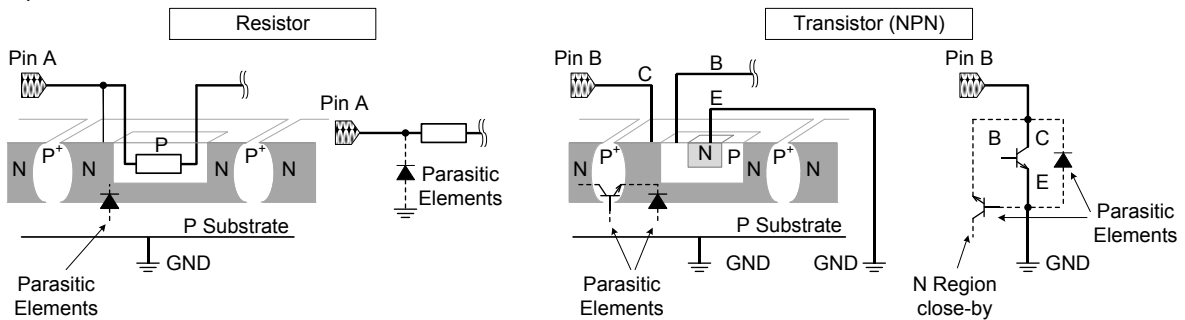 Resistor
Transistor (NPN)
Pin A
Pin B
C
B
E
Pin B
Pin A
N
P+
N
P
P+
N
N
P+
N
P
P+
N
N
B
C
E
Parasitic
Elements
P Substrate
P Substrate
Parasitic
Elements
GND
GND
GND
GND
Parasitic
Elements
Parasitic
Elements
N Region
close-by